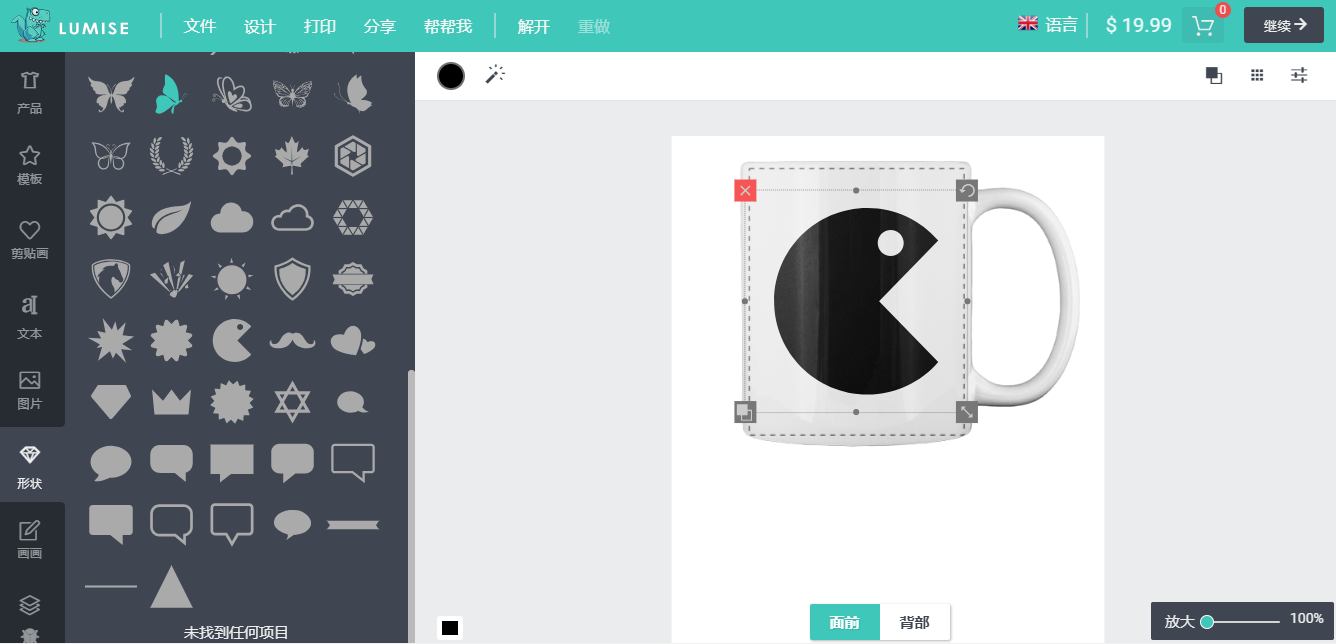 LUMISE 文件 设计 打印 分享 帮帮我 解开 重做 语言 $ 19.99 0 继续
产品
模板
剪贴画
文本
图片
形状
画画
未找到任何项目
面前 背部
放大 100%